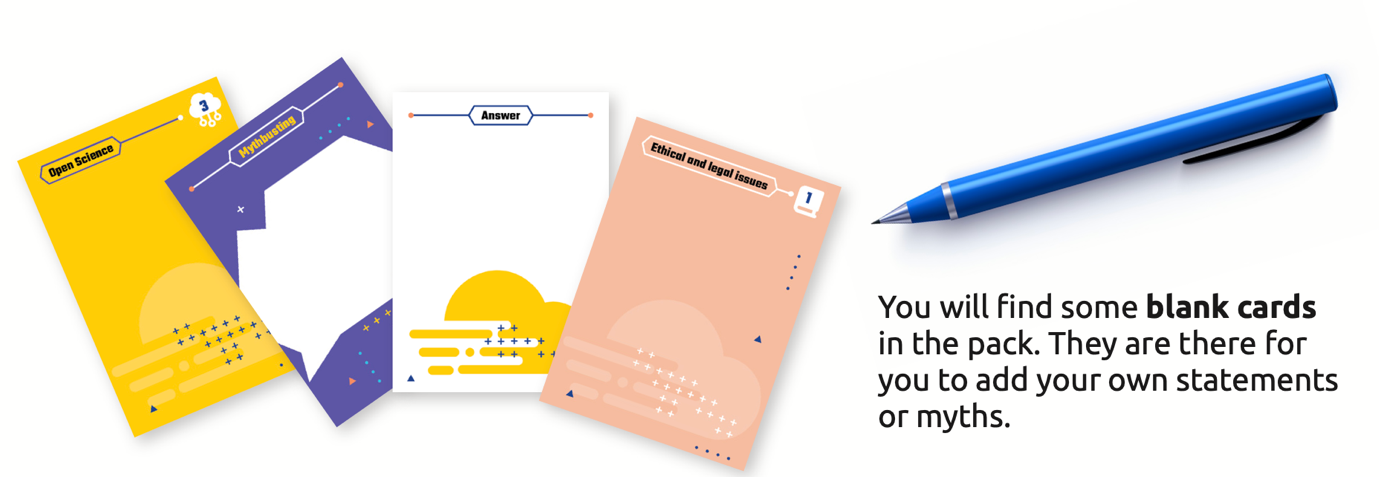 Open Science
3
Mythbusting
Answer
Ethical and legal issues
1
You will find some blank cards
in the pack. They are there for
you to add your own statements
or myths.